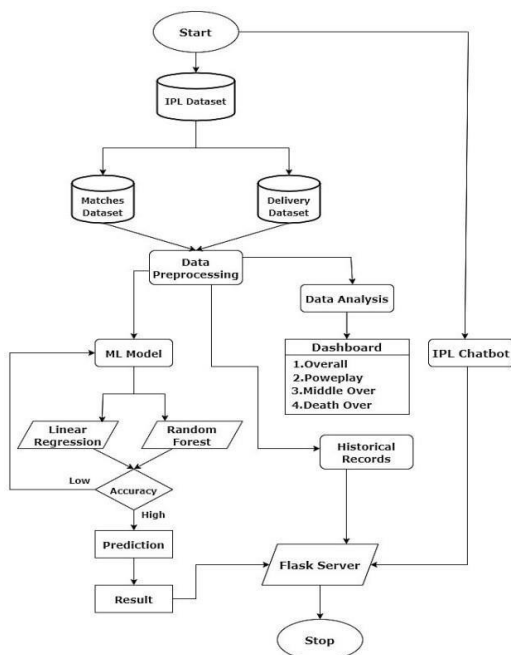 Start
IPL Dataset
Matches
Dataset
Delivery
Dataset
Data
Preprocessing
Data Analysis
Dashboard
1.Overall
2.Poweplay
3.Middle Over
4.Death Over
ML Model
IPL Chatbot
Linear
Regression
Random
Forest
Historical
Records
Low
Accuracy
High
Prediction
Flask Server
Result
Stop